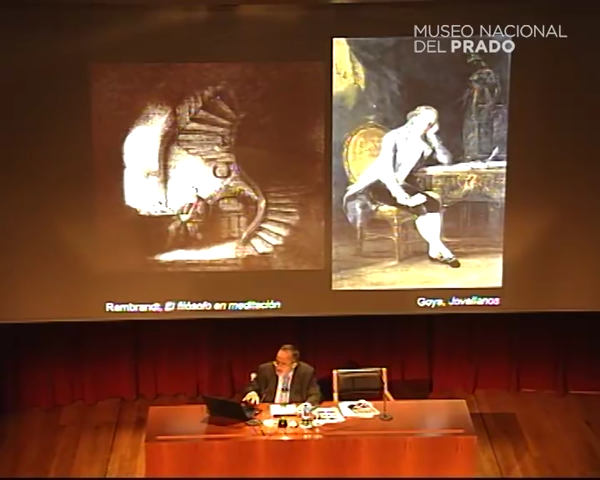 MUSEO NACIONAL
DEL PRADO
Rembrandt, El filósofo en meditación
Goya, Jovellanos